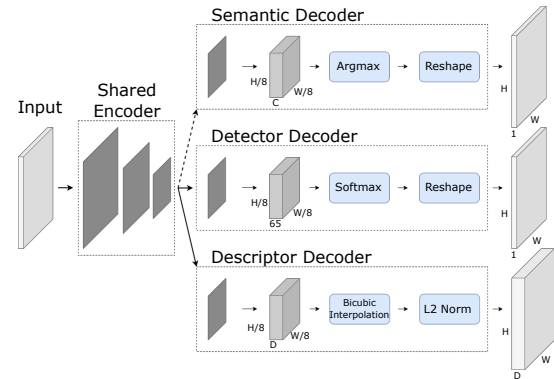 Semantic Decoder
H/8
C
W/8
Argmax
Reshape
H
1
W
Input
Shared
Encoder
Detector Decoder
H/8
65
W/8
Softmax
Reshape
H
1
W
Descriptor Decoder
H/8
D
W/8
Bicubic
Interpolation
L2 Norm
H
D
W